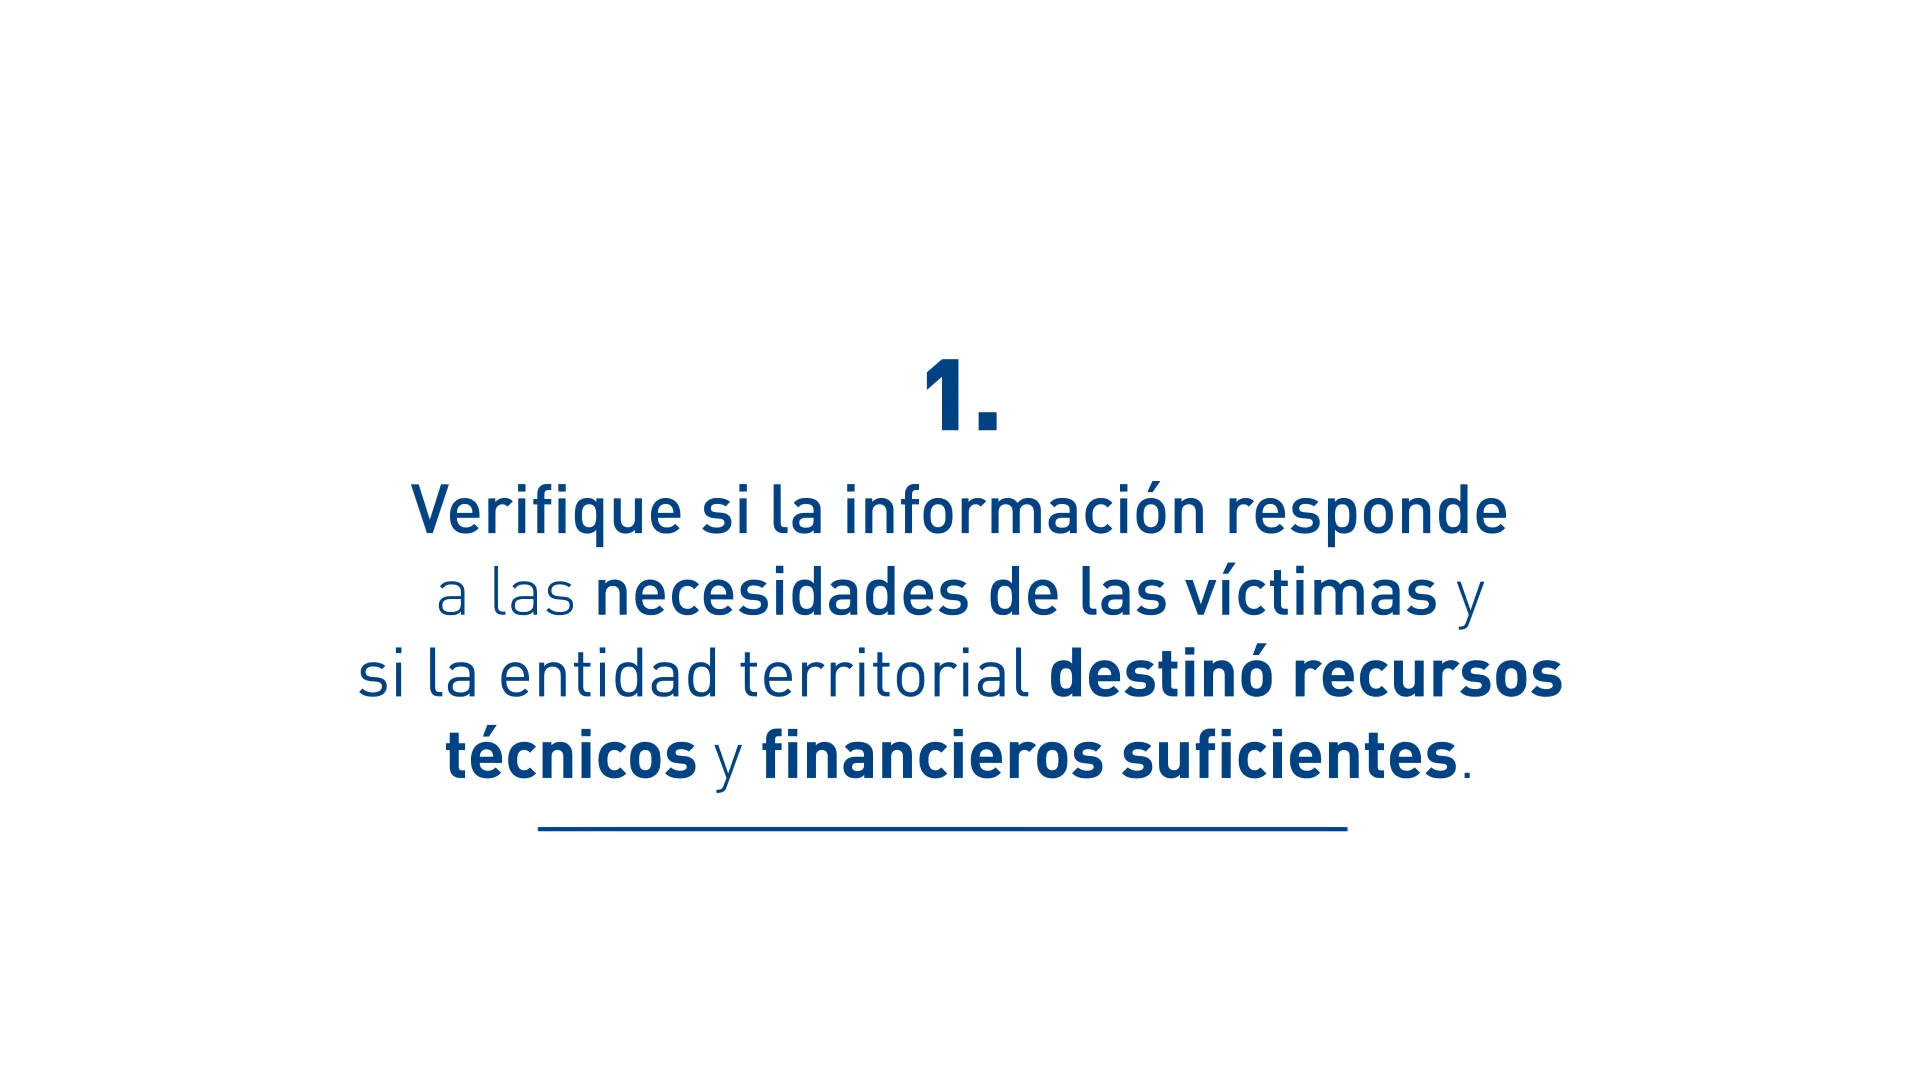 1.
Verifique si la información responde
a las necesidades de las víctimas y
si la entidad territorial destinó recursos
técnicos y financieros suficientes.